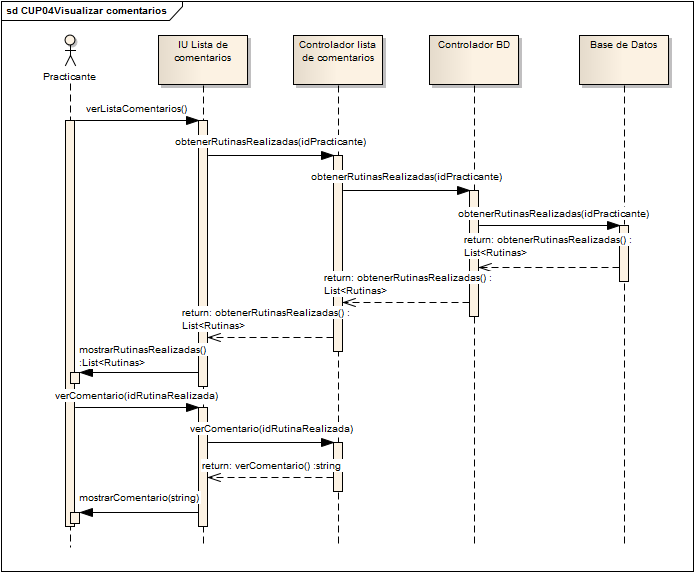 sd CUP04Visualizar comentarios
Practicante
IU Lista de
comentarios
Controlador lista
de comentarios
Controlador BD
Base de Datos
verListaComentarios()
obtenerRutinasRealizadas(idPracticante)
obtenerRutinasRealizadas(idPracticante)
obtenerRutinasRealizadas(idPracticante)
return: obtenerRutinasRealizadas() :
List<Rutinas>
return: obtenerRutinasRealizadas() :
List<Rutinas>
return: obtenerRutinasRealizadas() :
List<Rutinas>
mostrarRutinasRealizadas()
:List<Rutinas>
verComentario(idRutinaRealizada)
verComentario(idRutinaRealizada)
return: verComentario() :string
mostrarComentario(string)